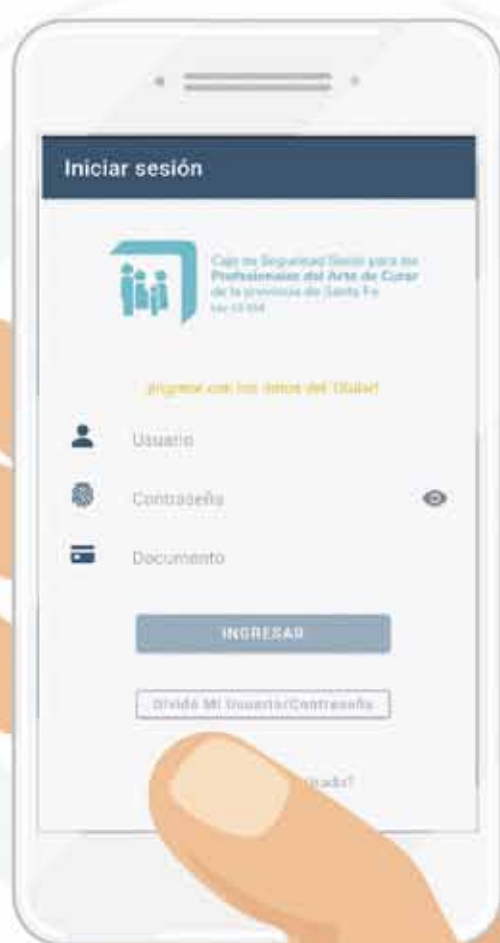 Iniciar sesión
Caja de Seguridad Social para los
Profesionales del Arte de Curar
de la provincia de Santa Fe
¡Ingrese con los datos del Titular!
Usuario
Contraseña
Documento
INGRESAR
Olvidé Mi Usuario/Contraseña